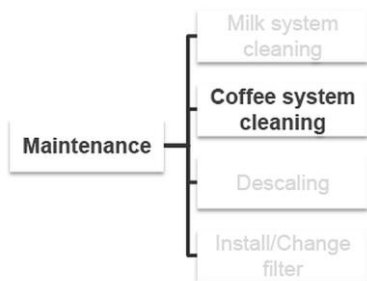 Milk system
cleaning
Coffee system
cleaning
Maintenance
Descaling
Install/Change
filter